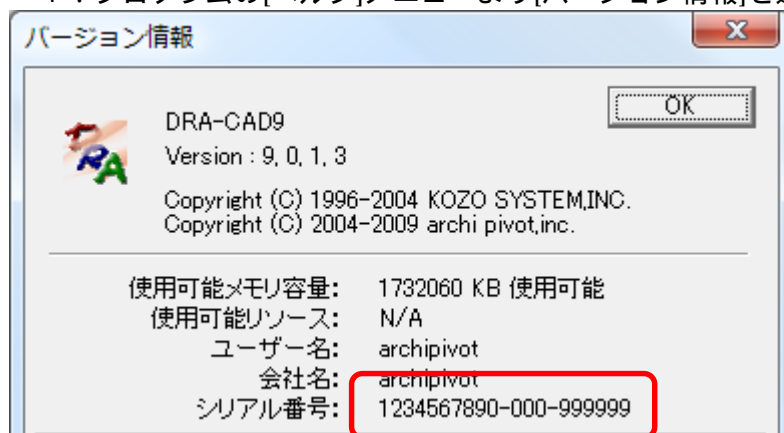 バージョン情報
OK
DRA
DRA-CAD9
Version : 9, 0, 1, 3
Copyright (C) 1996-2004 KOZO SYSTEM,INC.
Copyright (C) 2004-2009 archi pivot,inc.
使用可能メモリ容量: 1732060 KB 使用可能
使用可能リソース: N/A
ユーザー名: archipivot
会社名: archipivot
シリアル番号: 1234567890-000-999999